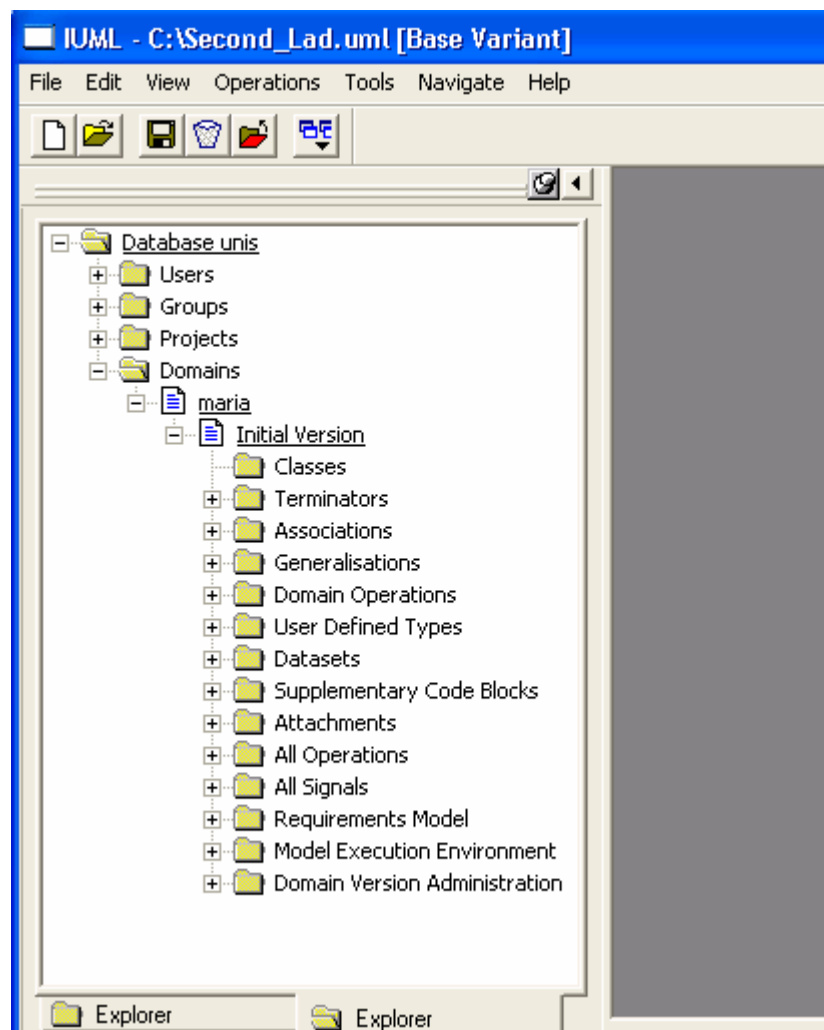 IUML - C:\Second_Lad.uml [Base Variant]
File Edit View Operations Tools Navigate Help
Database unis
Users
Groups
Projects
Domains
maria
Initial Version
Classes
Terminators
Associations
Generalisations
Domain Operations
User Defined Types
Datasets
Supplementary Code Blocks
Attachments
All Operations
All Signals
Requirements Model
Model Execution Environment
Domain Version Administration
Explorer Explorer